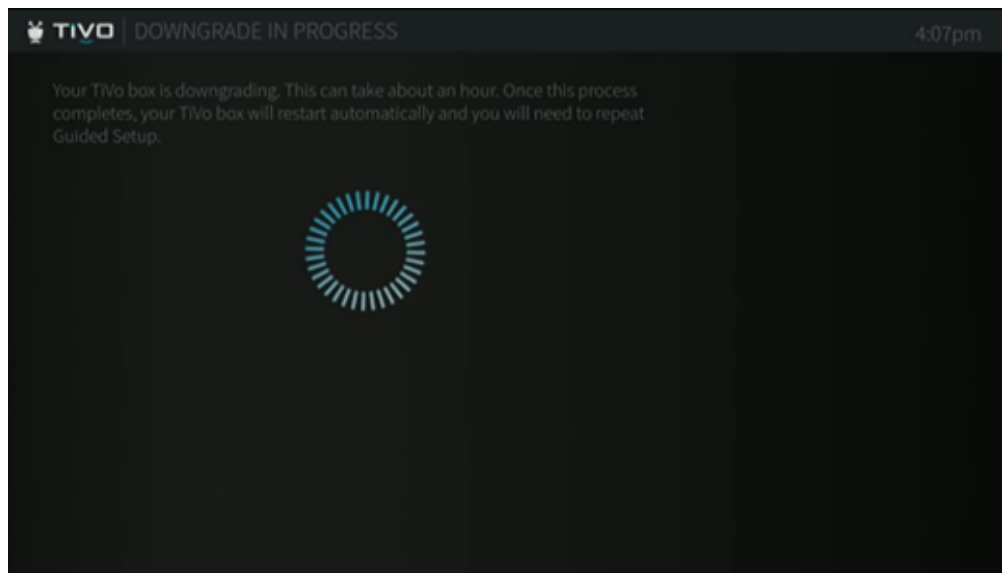 TiVo DOWNGRADE IN PROGRESS 4:07pm
Your TiVo box is downgrading. This can take about an hour. Once this process
completes, your TiVo box will restart automatically and you will need to repeat
Guided Setup.